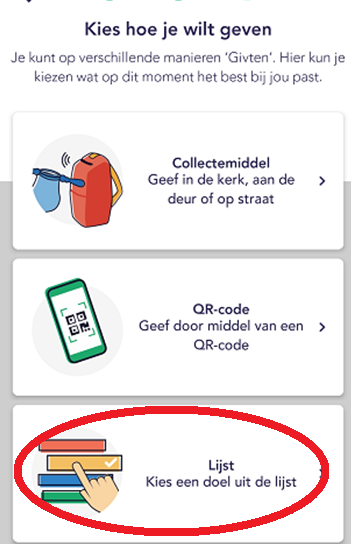 Kies hoe je wilt geven
Je kunt op verschillende manieren ‘Givten’. Hier kun je
kiezen wat op dit moment het best bij jou past.
Collectemiddel
Geef in de kerk, aan de
deur of op straat
QR-code
Geef door middel van een
QR-code
Lijst
Kies een doel uit de lijst